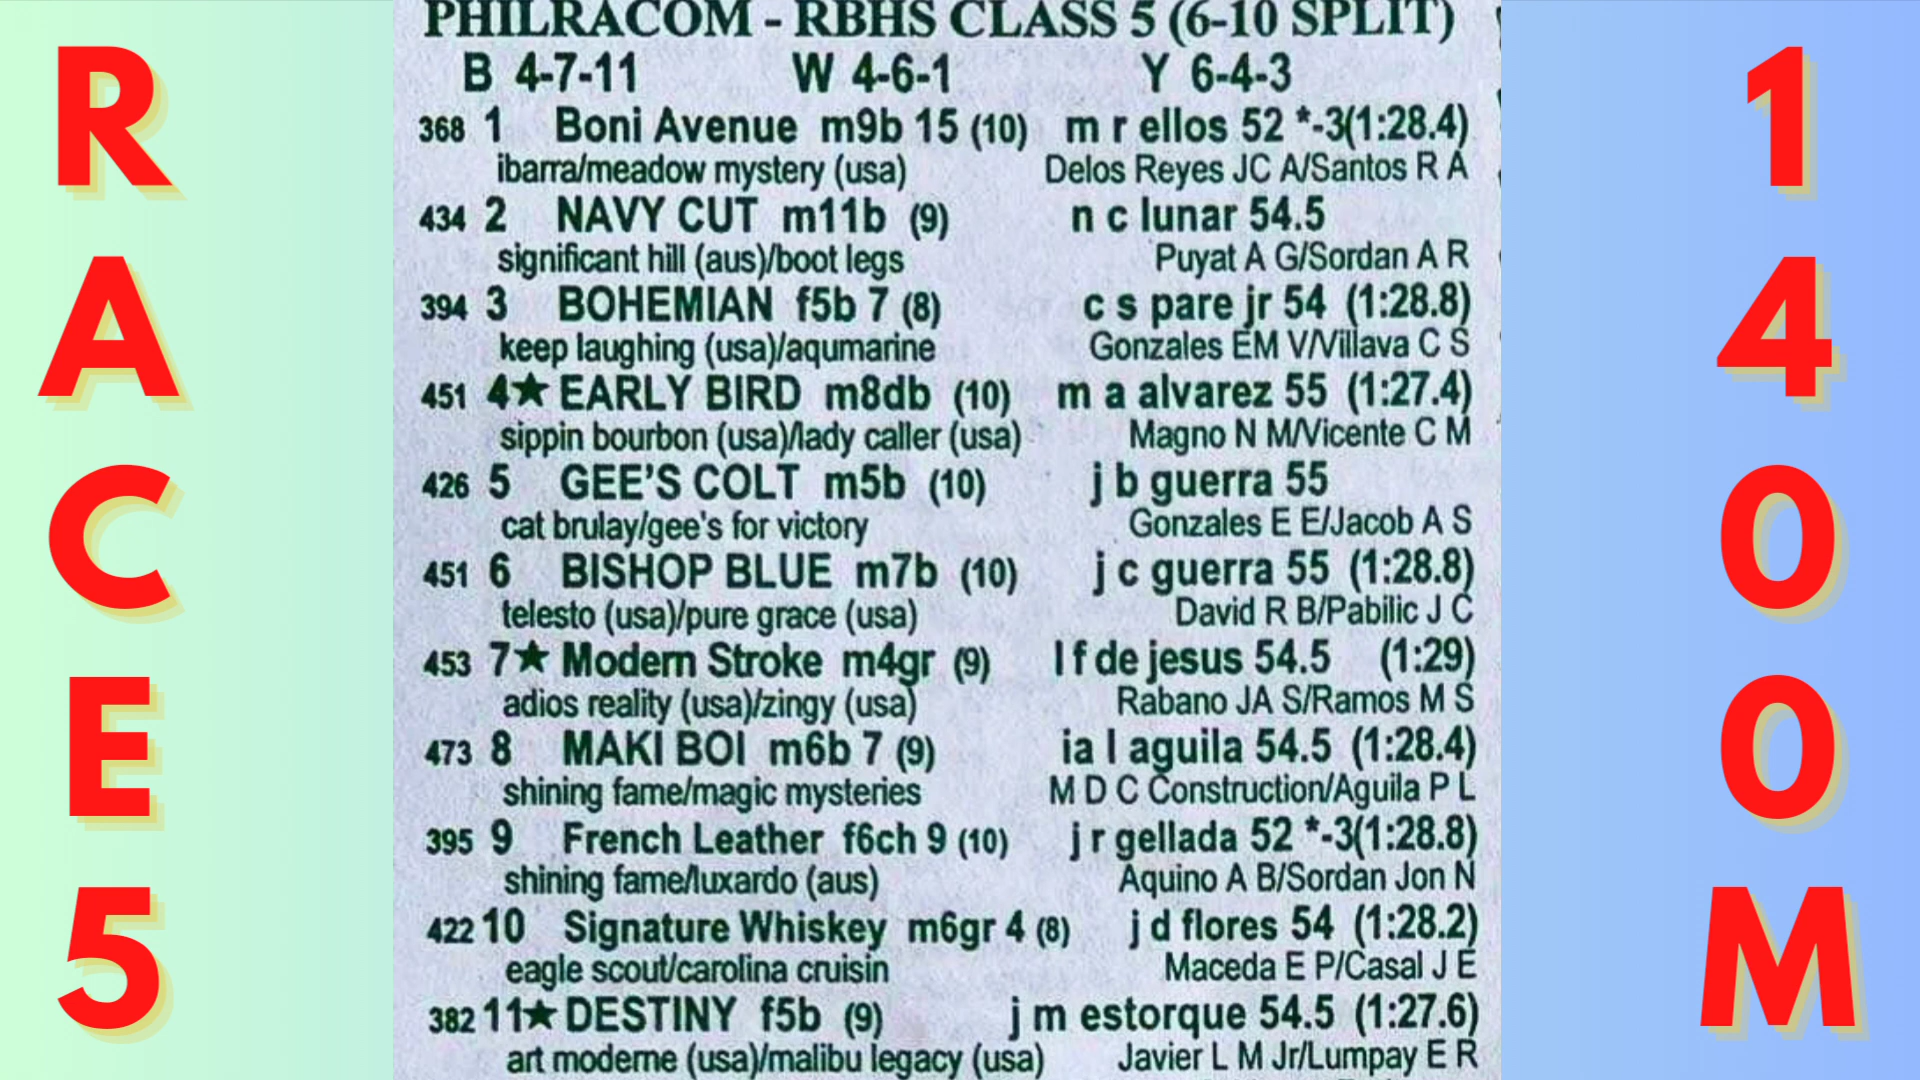 RACE 5
PHILRACOM - RBHS CLASS 5 (6-10 SPLIT)
B 4-7-11 W 4-6-1 Y 6-4-3
368 1 Boni Avenue m9b 15 (10) m r ellos 52 *-3(1:28.4)
ibarra/meadow mystery (usa) Delos Reyes JC A/Santos R A
434 2 NAVY CUT m11b (9) n c lunar 54.5
significant hill (aus)/boot legs Puyat A G/Sordan A R
394 3 BOHEMIAN f5b 7 (8) c s pare jr 54 (1:28.8)
keep laughing (usa)/aqumarine Gonzales EM V/Villava C S
451 4★ EARLY BIRD m8db (10) m a alvarez 55 (1:27.4)
sippin bourbon (usa)/lady caller (usa) Magno N M/Vicente C M
426 5 GEE'S COLT m5b (10) j b guerra 55
cat brulay/gee's for victory Gonzales E E/Jacob A S
451 6 BISHOP BLUE m7b (10) j c guerra 55 (1:28.8)
telesto (usa)/pure grace (usa) David R B/Pabilic J C
453 7★ Modern Stroke m4gr (9) l f de jesus 54.5 (1:29)
adios reality (usa)/zingy (usa) Rabano JA S/Ramos M S
473 8 MAKI BOI m6b 7 (9) ia l aguila 54.5 (1:28.4)
shining fame/magic mysteries M D C Construction/Aguila P L
395 9 French Leather f6ch 9 (10) j r gellada 52 *-3(1:28.8)
shining fame/luxardo (aus) Aquino A B/Sordan Jon N
422 10 Signature Whiskey m6gr 4 (8) j d flores 54 (1:28.2)
eagle scout/carolina cruisin Maceda E P/Casal J E
382 11★ DESTINY f5b (9) j m estorque 54.5 (1:27.6)
art moderne (usa)/malibu legacy (usa) Javier L M Jr/Lumpay E R
1400M